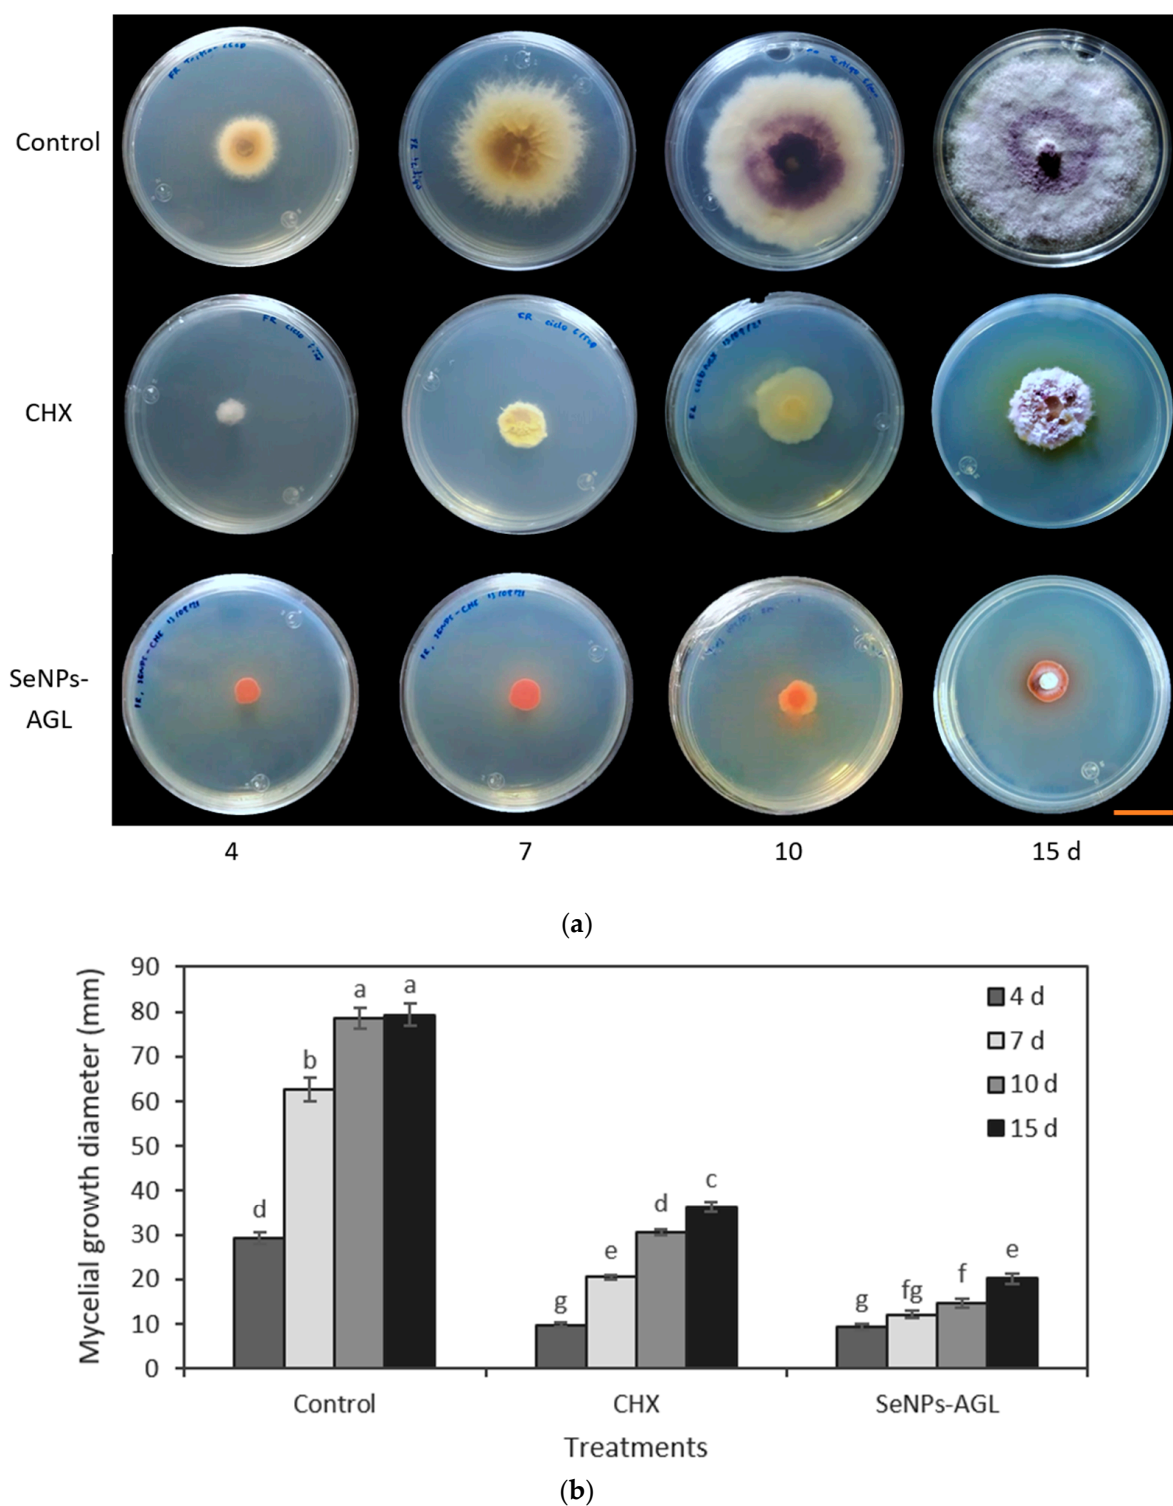 Control
CHX
SeNPs-
AGL
4 7 10 15 d
(a)
90
80
70
60
50
40
30
20
10
0
Mycelial growth diameter (mm)
d b a a
g e d c
g fg f e
4 d
7 d
10 d
15 d
Control CHX SeNPs-AGL
Treatments
(b)